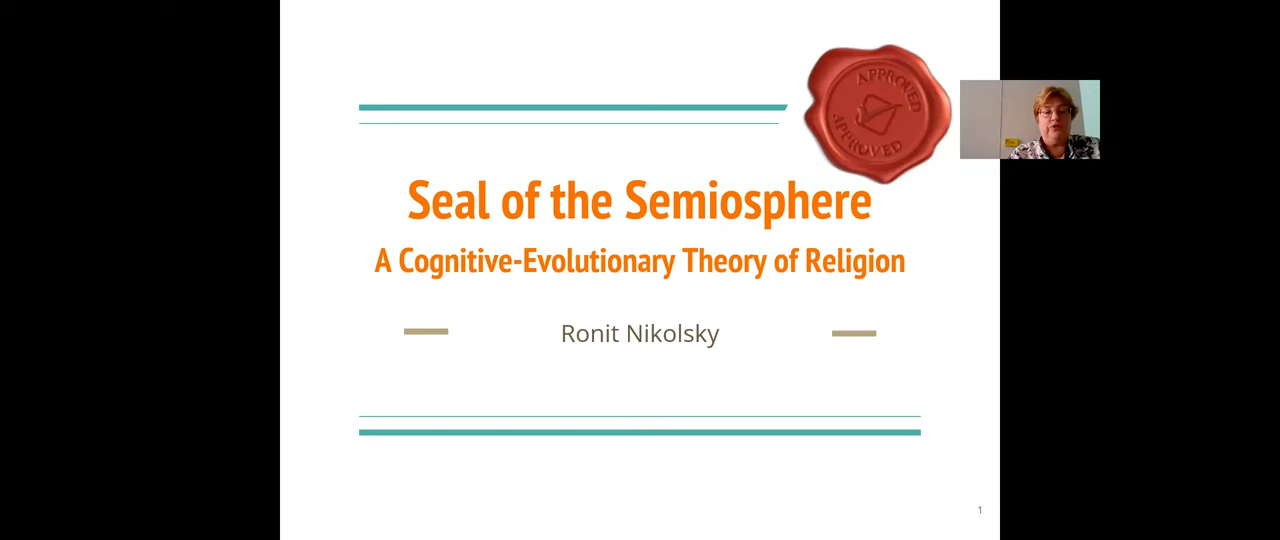 APPROVED
APPROVED
Seal of the Semiosphere
A Cognitive-Evolutionary Theory of Religion
Ronit Nikolsky
1